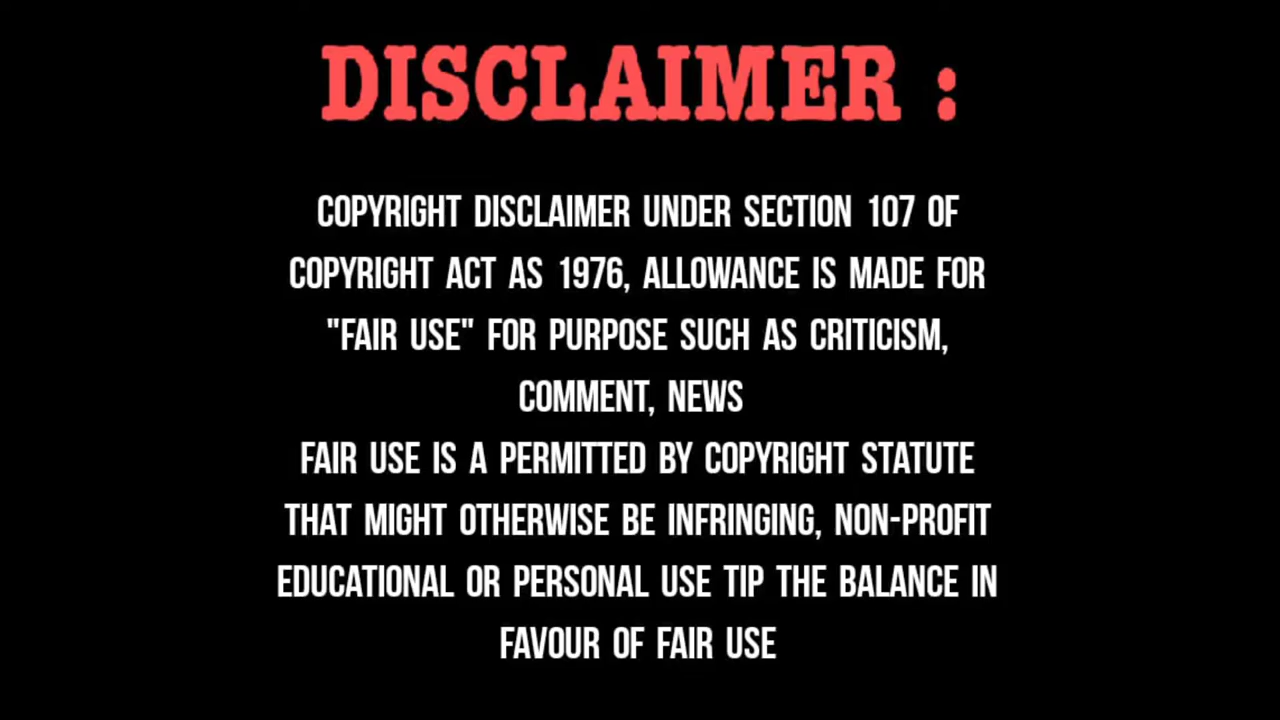 DISCLAIMER :
COPYRIGHT DISCLAIMER UNDER SECTION 107 OF
COPYRIGHT ACT AS 1976, ALLOWANCE IS MADE FOR
"FAIR USE" FOR PURPOSE SUCH AS CRITICISM,
COMMENT, NEWS
FAIR USE IS A PERMITTED BY COPYRIGHT STATUTE
THAT MIGHT OTHERWISE BE INFRINGING, NON-PROFIT
EDUCATIONAL OR PERSONAL USE TIP THE BALANCE IN
FAVOUR OF FAIR USE